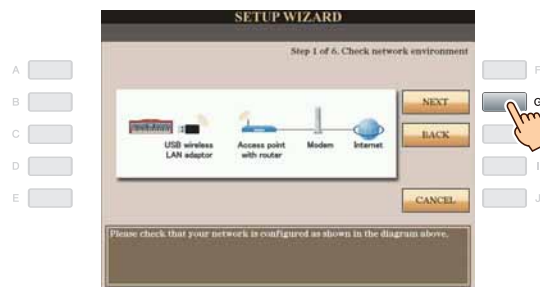 SETUP WIZARD
Step 1 of 6, Check network environment
A
F
B
NEXT
G
C
BACK
USB wireless
LAN adaptor
Access point
with router
Modem
Internet
D
I
E
CANCEL
J
Please check that your network is configured as shown in the diagram above.